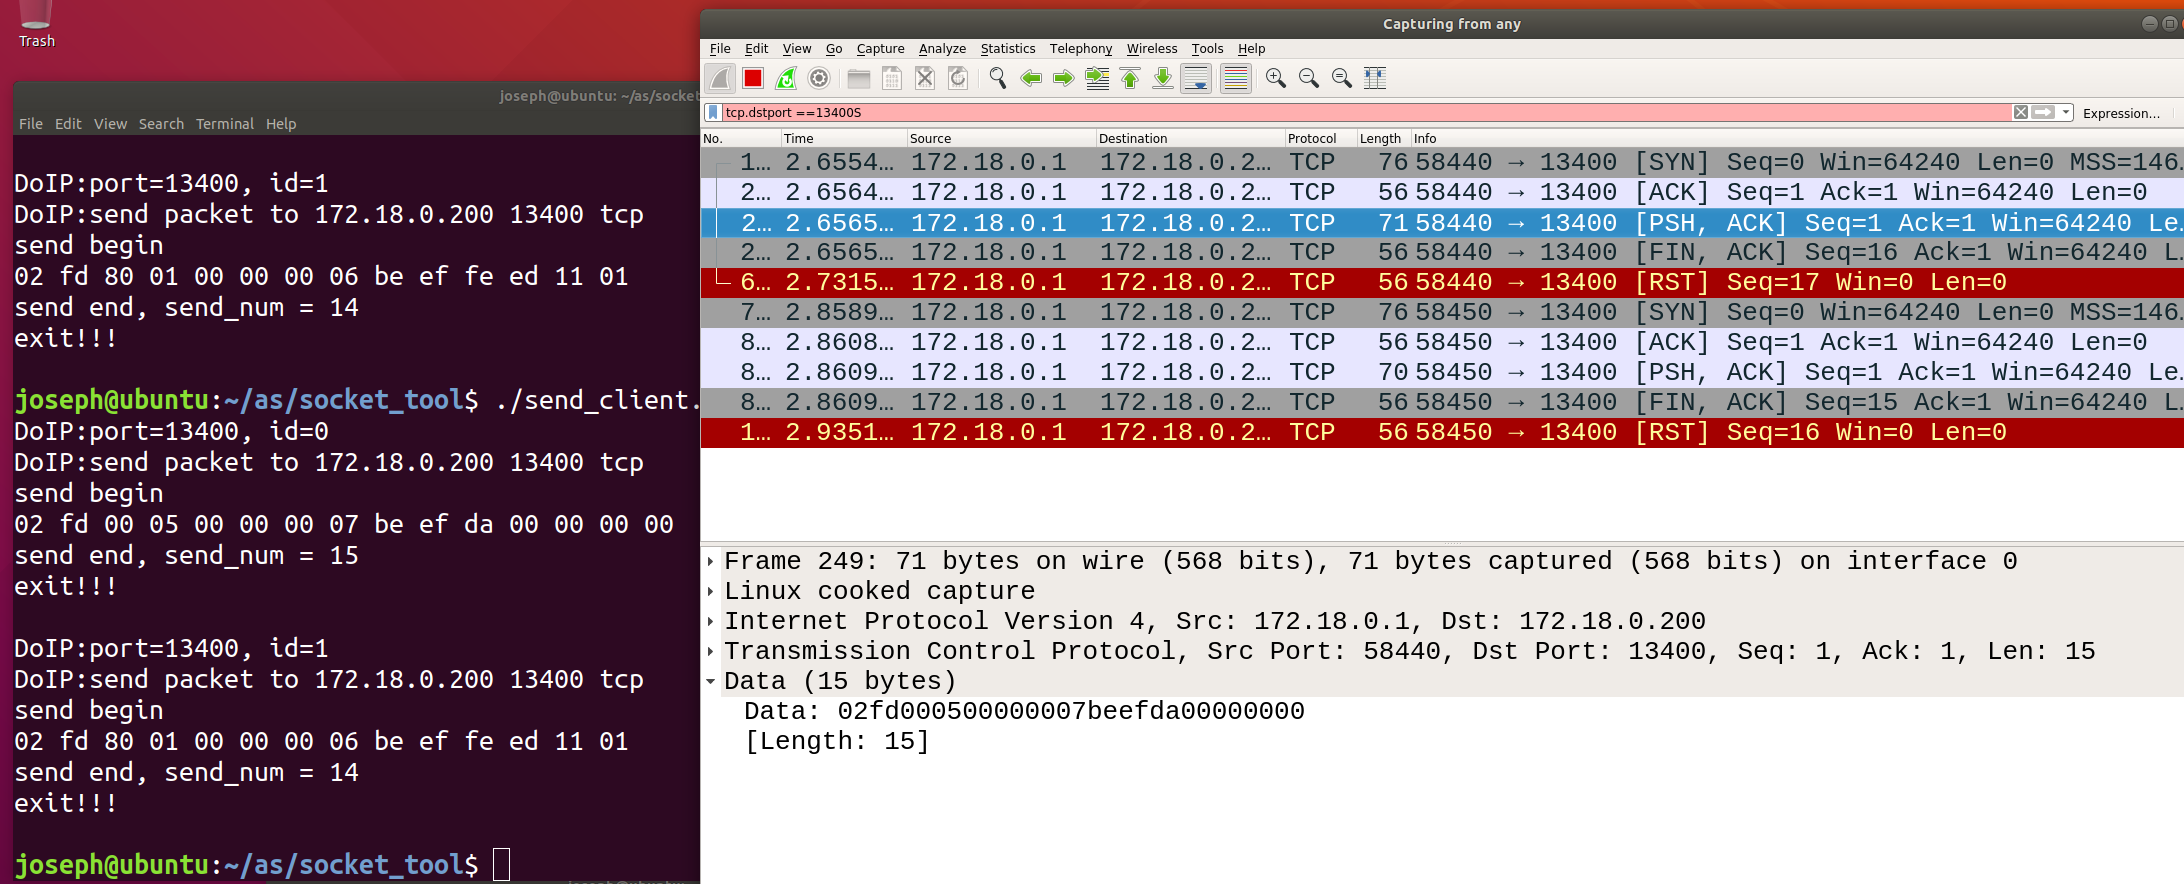 Trash
joseph@ubuntu: ~/as/socket
File Edit View Search Terminal Help
DoIP:port=13400, id=1
DoIP:send packet to 172.18.0.200 13400 tcp
send begin
02 fd 80 01 00 00 00 06 be ef fe ed 11 01
send end, send_num = 14
exit!!!
joseph@ubuntu:~/as/socket_tool$ ./send_client.
DoIP:port=13400, id=0
DoIP:send packet to 172.18.0.200 13400 tcp
send begin
02 fd 00 05 00 00 00 07 be ef da 00 00 00 00
send end, send_num = 15
exit!!!
DoIP:port=13400, id=1
DoIP:send packet to 172.18.0.200 13400 tcp
send begin
02 fd 80 01 00 00 00 06 be ef fe ed 11 01
send end, send_num = 14
exit!!!
joseph@ubuntu:~/as/socket_tool$
Capturing from any
File Edit View Go Capture Analyze Statistics Telephony Wireless Tools Help
tcp.dstport ==13400S
Expression…
No. Time Source Destination Protocol Length Info
1… 2.6554… 172.18.0.1 172.18.0.2… TCP 76 58440 → 13400 [SYN] Seq=0 Win=64240 Len=0 MSS=146…
2… 2.6564… 172.18.0.1 172.18.0.2… TCP 56 58440 → 13400 [ACK] Seq=1 Ack=1 Win=64240 Len=0
2… 2.6565… 172.18.0.1 172.18.0.2… TCP 71 58440 → 13400 [PSH, ACK] Seq=1 Ack=1 Win=64240 Le…
2… 2.6565… 172.18.0.1 172.18.0.2… TCP 56 58440 → 13400 [FIN, ACK] Seq=16 Ack=1 Win=64240 L…
6… 2.7315… 172.18.0.1 172.18.0.2… TCP 56 58440 → 13400 [RST] Seq=17 Win=0 Len=0
7… 2.8589… 172.18.0.1 172.18.0.2… TCP 76 58450 → 13400 [SYN] Seq=0 Win=64240 Len=0 MSS=146…
8… 2.8608… 172.18.0.1 172.18.0.2… TCP 56 58450 → 13400 [ACK] Seq=1 Ack=1 Win=64240 Len=0
8… 2.8609… 172.18.0.1 172.18.0.2… TCP 70 58450 → 13400 [PSH, ACK] Seq=1 Ack=1 Win=64240 Le…
8… 2.8609… 172.18.0.1 172.18.0.2… TCP 56 58450 → 13400 [FIN, ACK] Seq=15 Ack=1 Win=64240 L…
1… 2.9351… 172.18.0.1 172.18.0.2… TCP 56 58450 → 13400 [RST] Seq=16 Win=0 Len=0
Frame 249: 71 bytes on wire (568 bits), 71 bytes captured (568 bits) on interface 0
Linux cooked capture
Internet Protocol Version 4, Src: 172.18.0.1, Dst: 172.18.0.200
Transmission Control Protocol, Src Port: 58440, Dst Port: 13400, Seq: 1, Ack: 1, Len: 15
Data (15 bytes)
Data: 02fd000500000007beefda00000000
[Length: 15]